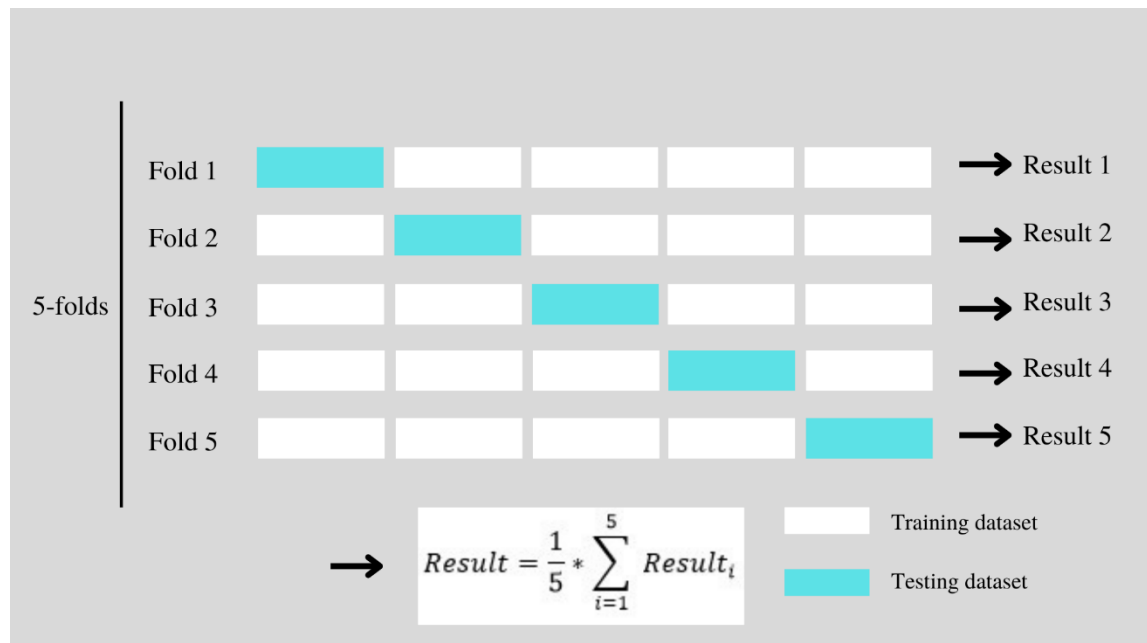 5-folds
Fold 1
Result 1
Fold 2
Result 2
Fold 3
Result 3
Fold 4
Result 4
Fold 5
Result 5
Result = 1/5 * ∑_{i=1}^{5} Result_i
Training dataset
Testing dataset